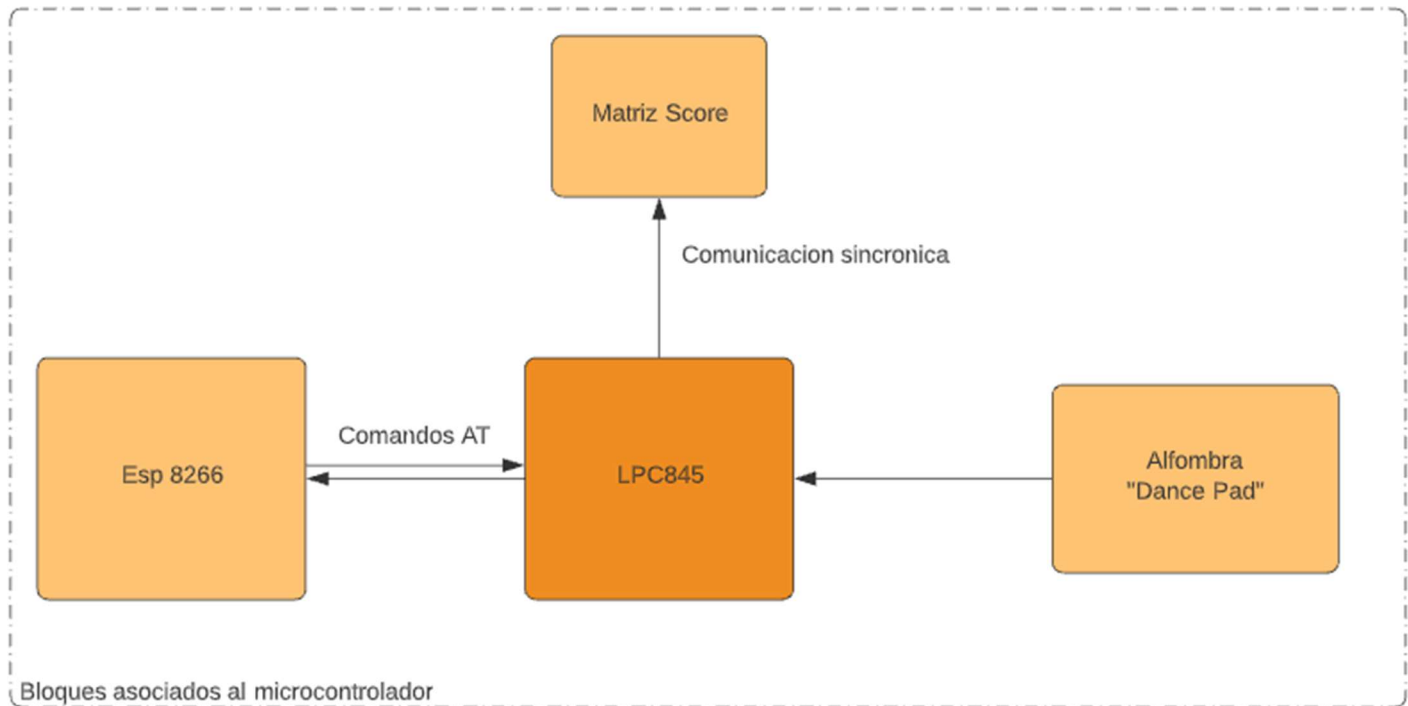 Matriz Score
Comunicacion sincronica
Comandos AT
Esp 8266
LPC845
Alfombra
"Dance Pad"
Bloques asociados al microcontrolador